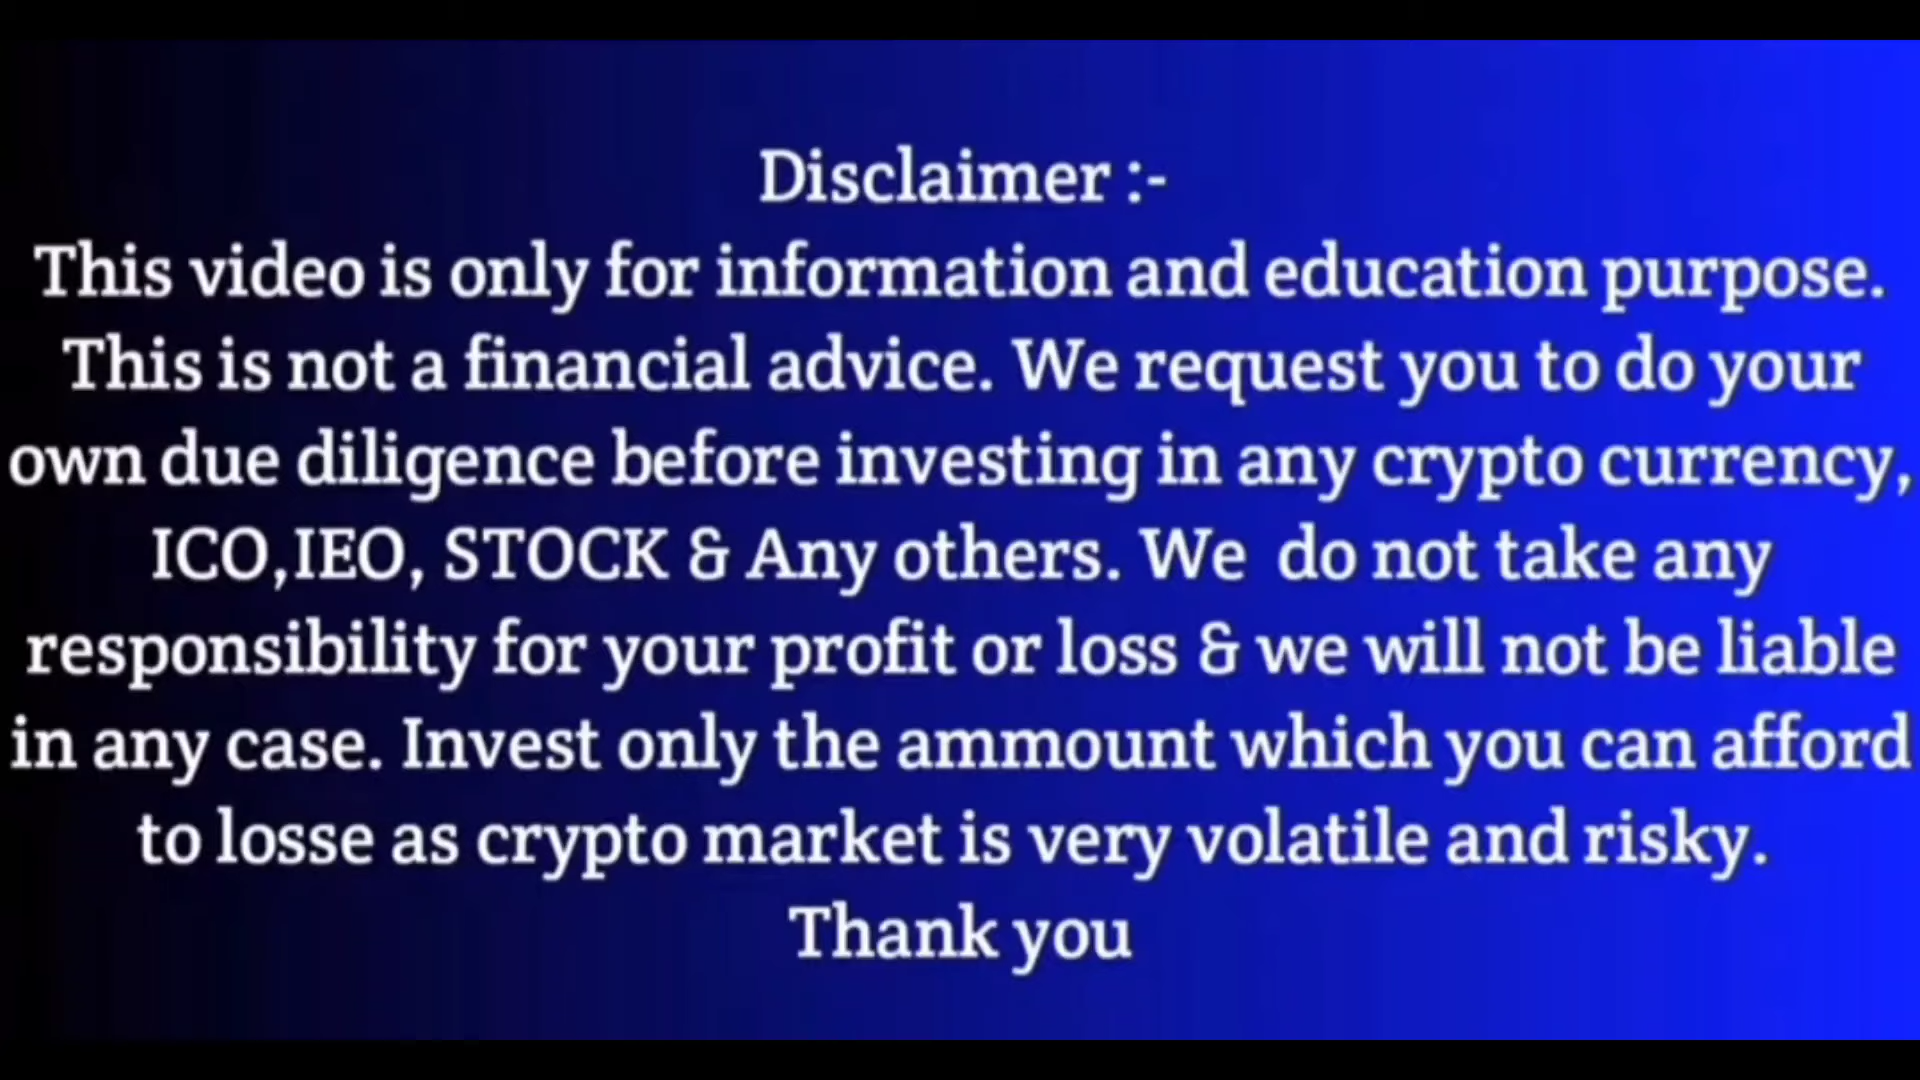 Disclaimer :-
This video is only for information and education purpose.
This is not a financial advice. We request you to do your
own due diligence before investing in any crypto currency,
ICO,IEO, STOCK & Any others. We  do not take any
responsibility for your profit or loss & we will not be liable
in any case. Invest only the ammount which you can afford
to losse as crypto market is very volatile and risky.
Thank you